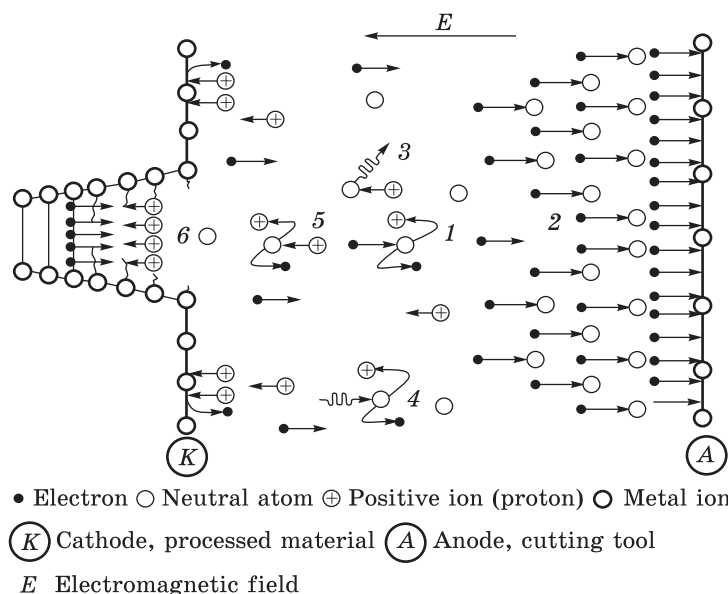 E
3
6
5
1
2
4
K
A
Electron Neutral atom Positive ion (proton) Metal ion
K Cathode, processed material A Anode, cutting tool
E Electromagnetic field